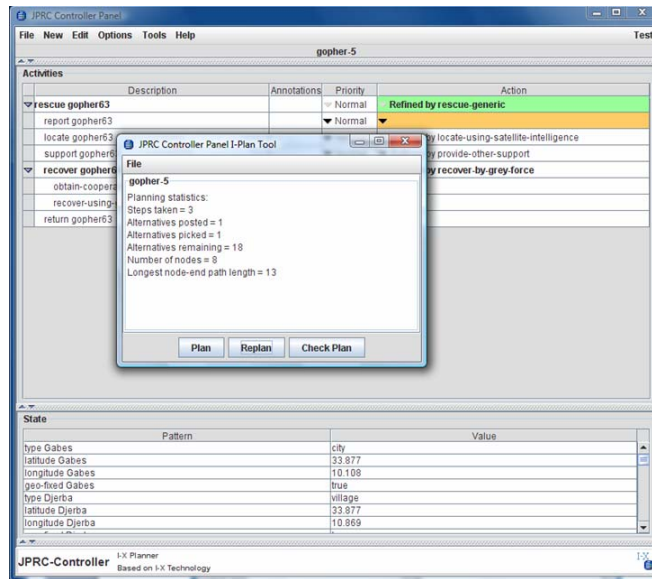 JPRC Controller Panel
File New Edit Options Tools Help Test
gopher-5
Activities
Description Annotations Priority Action
rescue gopher63 Normal Refined by rescue-generic
report gopher63 Normal
locate gopher63 by locate-using-satellite-intelligence
support gopher6 by provide-other-support
recover gopher6 by recover-by-grey-force
obtain-coopera
recover-using-
return gopher63
JPRC Controller Panel I-Plan Tool
File
gopher-5
Planning statistics:
Steps taken = 3
Alternatives posted = 1
Alternatives picked = 1
Alternatives remaining = 18
Number of nodes = 8
Longest node-end path length = 13
Plan Replan Check Plan
State
Pattern Value
type Gabes city
latitude Gabes 33.877
longitude Gabes 10.108
geo-fixed Gabes true
type Djerba village
latitude Djerba 33.877
longitude Djerba 10.869
JPRC-Controller
I-X Planner
Based on I-X Technology
I-X